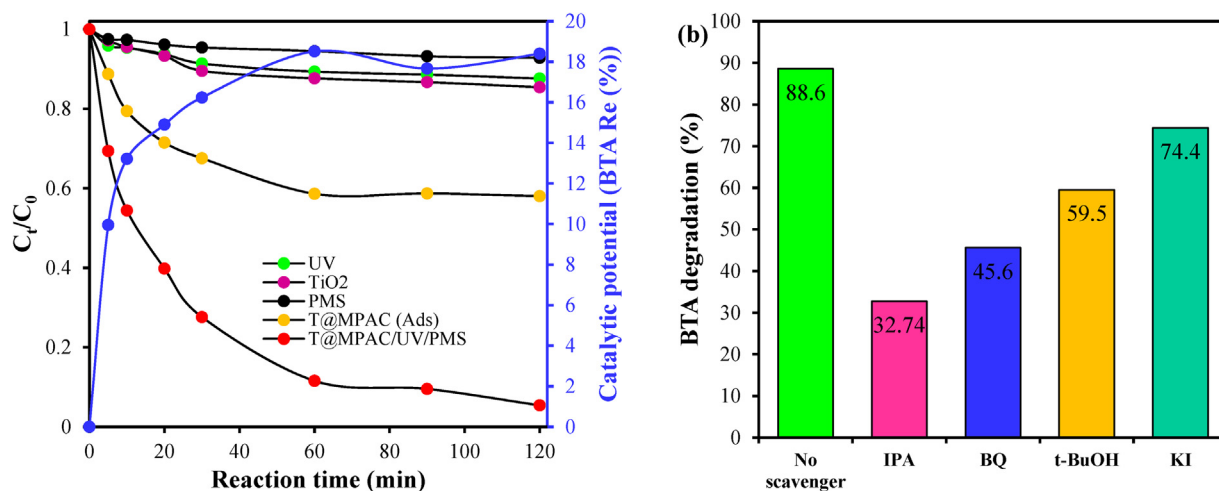 1
0.8
0.6
0.4
0.2
0
C_t/C_0
0
20
40
60
80
100
120
Reaction time (min)
20
18
16
14
12
10
8
6
4
2
0
Catalytic potential (BTA Re (%))
UV
TiO2
PMS
T@MPAC (Ads)
T@MPAC/UV/PMS
(b)
100
90
80
70
60
50
40
30
20
10
0
BTA degradation (%)
88.6
32.74
45.6
59.5
74.4
No
scavenger
IPA
BQ
t-BuOH
KI